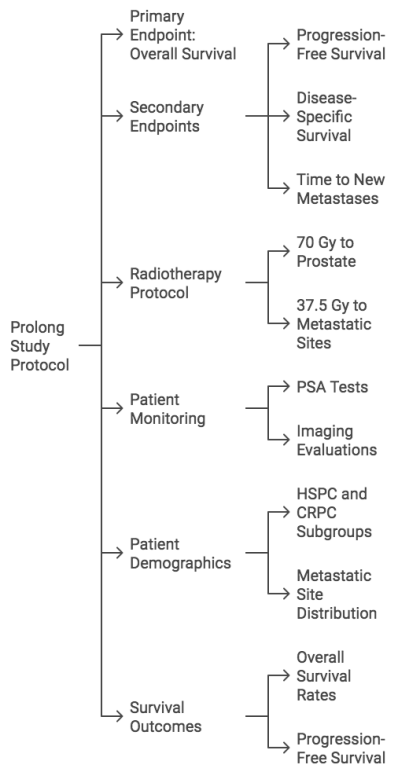 Prolong
Study
Protocol
Primary
Endpoint:
Overall Survival
Secondary
Endpoints
Progression-
Free Survival
Disease-
Specific
Survival
Time to New
Metastases
Radiotherapy
Protocol
70 Gy to
Prostate
37.5 Gy to
Metastatic
Sites
Patient
Monitoring
PSA Tests
Imaging
Evaluations
Patient
Demographics
HSPC and
CRPC
Subgroups
Metastatic
Site
Distribution
Survival
Outcomes
Overall
Survival
Rates
Progression-
Free Survival